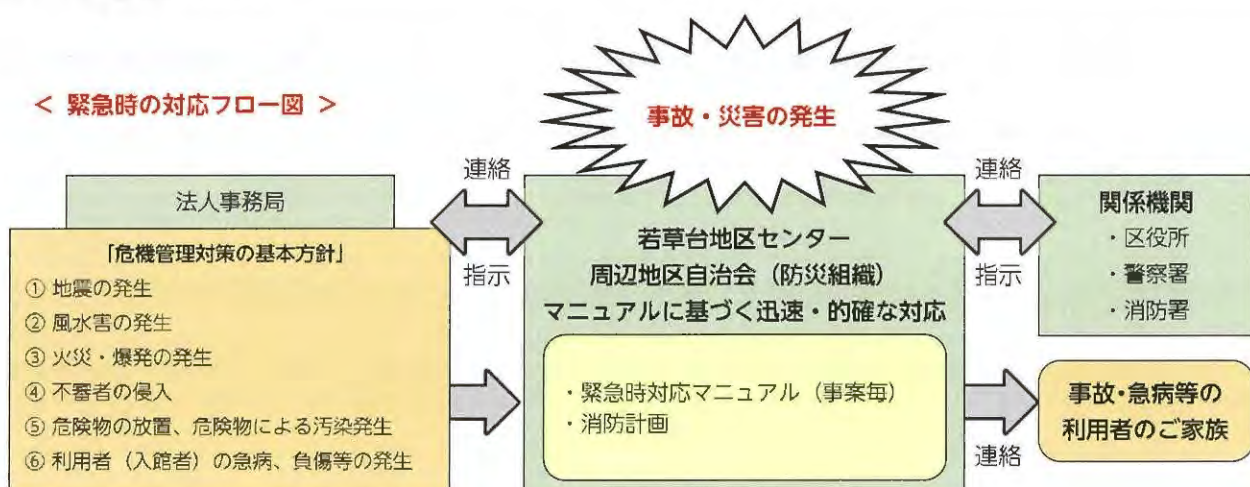 ＜ 緊急時の対応フロー図 ＞
事故・災害の発生
法人事務局
「危機管理対策の基本方針」
① 地震の発生
② 風水害の発生
③ 火災・爆発の発生
④ 不審者の侵入
⑤ 危険物の放置、危険物による汚染発生
⑥ 利用者（入館者）の急病、負傷等の発生
連絡
指示
若草台地区センター
周辺地区自治会（防災組織）
マニュアルに基づく迅速・的確な対応
・緊急時対応マニュアル（事案毎）
・消防計画
連絡
指示
関係機関
・区役所
・警察署
・消防署
連絡
事故・急病等の
利用者のご家族